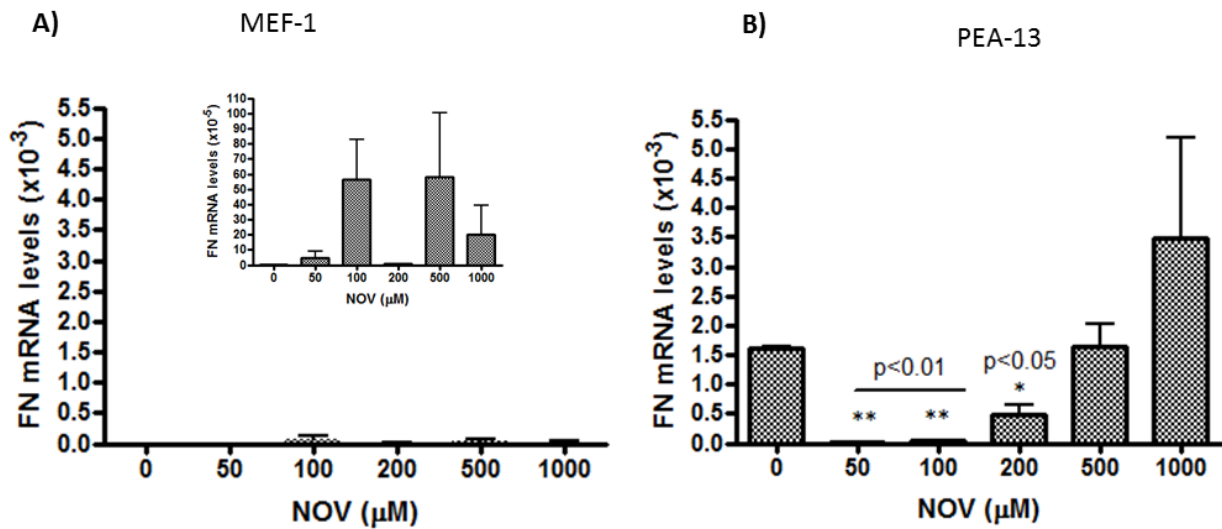 A)
MEF-1
FN mRNA levels (x10⁻³)
5.5
5.0
4.5
4.0
3.5
3.0
2.5
2.0
1.5
1.0
0.5
0.0
0 50 100 200 500 1000
NOV (µM)
FN mRNA levels (x10⁻⁵)
110
100
90
80
70
60
50
40
30
20
10
0
0 50 100 200 500 1000
NOV (µM)
B)
PEA-13
FN mRNA levels (x10⁻³)
5.5
5.0
4.5
4.0
3.5
3.0
2.5
2.0
1.5
1.0
0.5
0.0
p<0.01 p<0.05
** ** *
0 50 100 200 500 1000
NOV (µM)